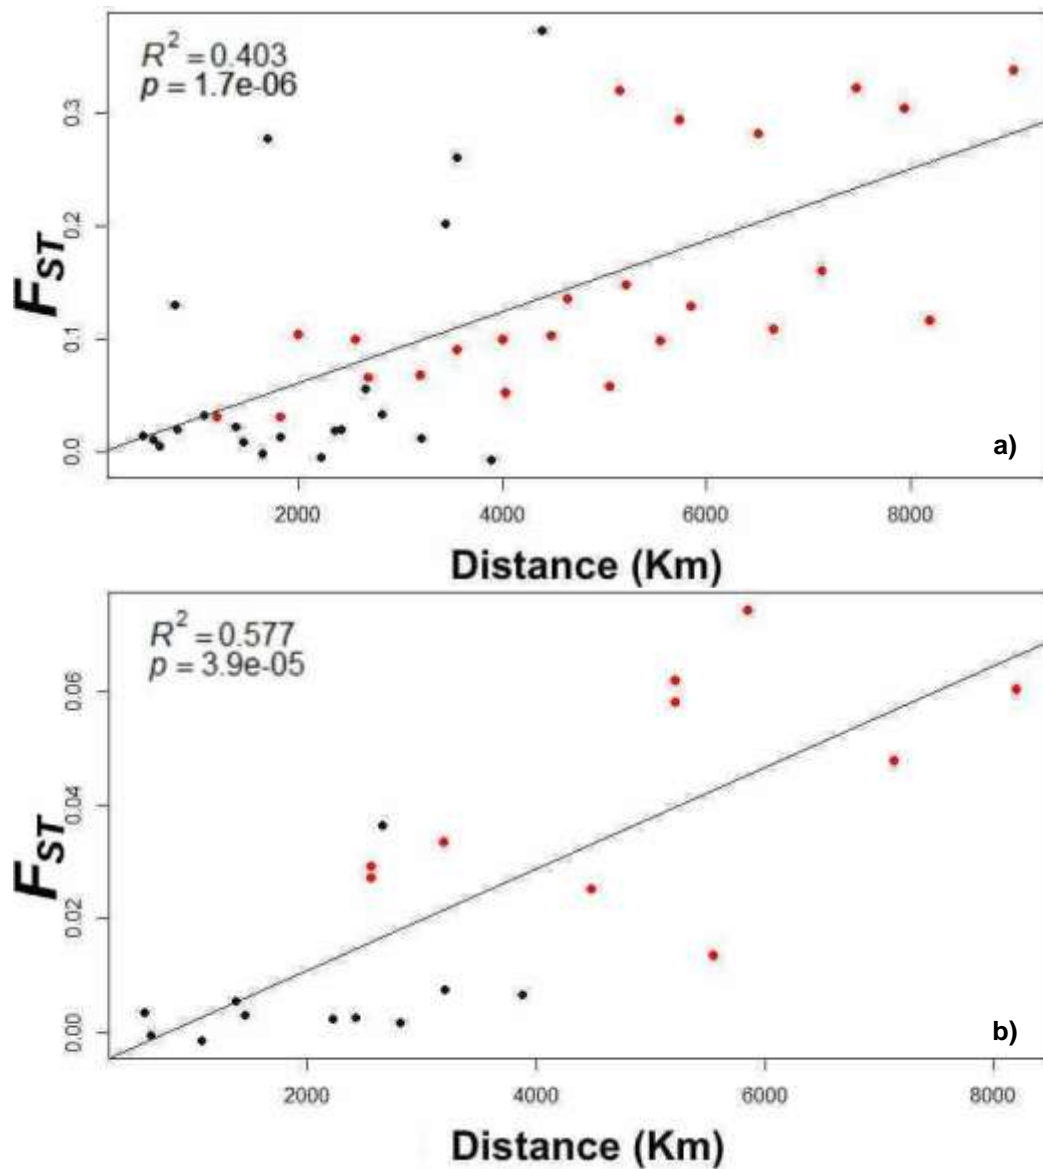 R² = 0.403
p = 1.7e-06
F_ST
0.3
0.2
0.1
0.0
a)
2000 4000 6000 8000
Distance (Km)
R² = 0.577
p = 3.9e-05
F_ST
0.06
0.04
0.02
0.00
b)
2000 4000 6000 8000
Distance (Km)